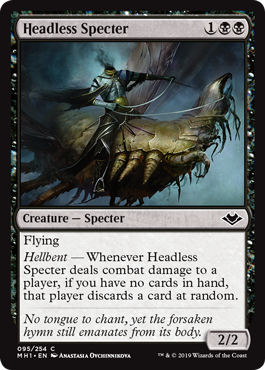 Headless Specter 1
Creature — Specter
Flying
Hellbent — Whenever Headless
Specter deals combat damage to a
player, if you have no cards in hand,
that player discards a card at random.
No tongue to chant, yet the forsaken
hymn still emanates from its body.
2/2
095/254 C
MH1 • EN Anastasia Ovchinnikova
™ & © 2019 Wizards of the Coast